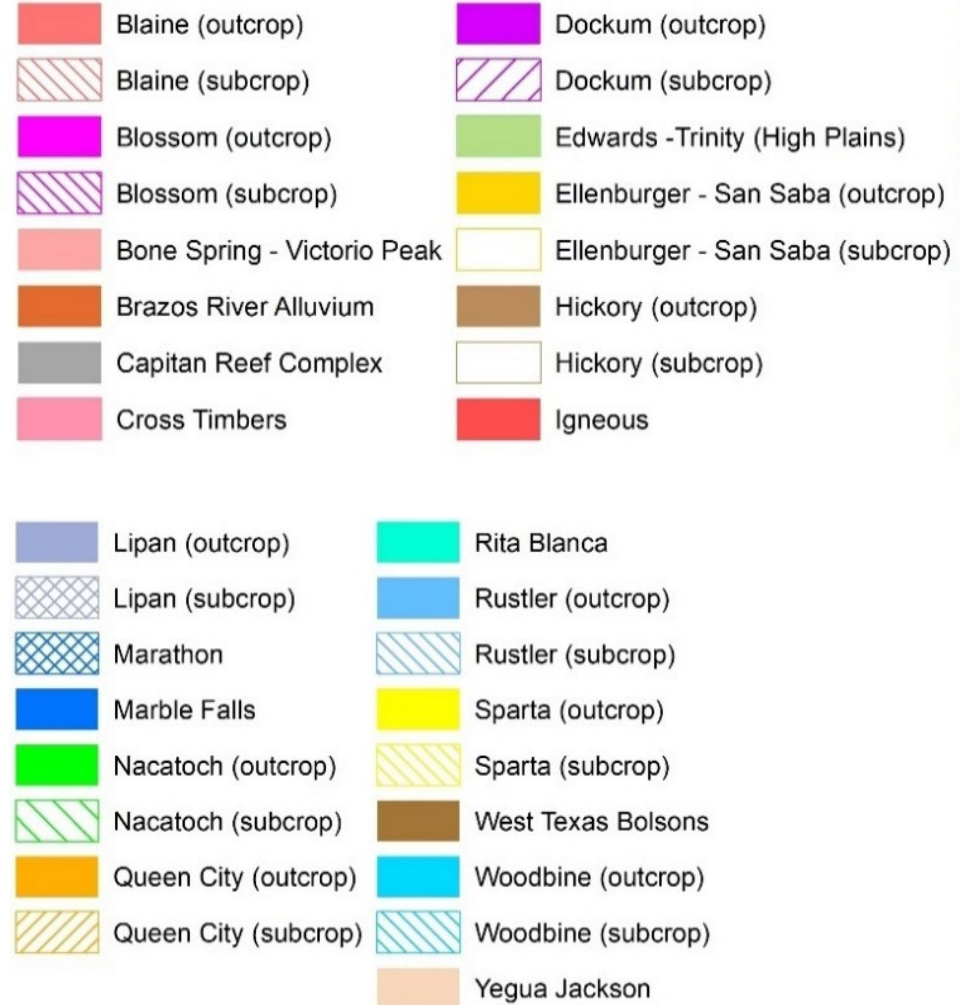 Blaine (outcrop)
Blaine (subcrop)
Blossom (outcrop)
Blossom (subcrop)
Bone Spring - Victorio Peak
Brazos River Alluvium
Capitan Reef Complex
Cross Timbers
Dockum (outcrop)
Dockum (subcrop)
Edwards -Trinity (High Plains)
Ellenburger - San Saba (outcrop)
Ellenburger - San Saba (subcrop)
Hickory (outcrop)
Hickory (subcrop)
Igneous
Lipan (outcrop)
Lipan (subcrop)
Marathon
Marble Falls
Nacatoch (outcrop)
Nacatoch (subcrop)
Queen City (outcrop)
Queen City (subcrop)
Rita Blanca
Rustler (outcrop)
Rustler (subcrop)
Sparta (outcrop)
Sparta (subcrop)
West Texas Bolsons
Woodbine (outcrop)
Woodbine (subcrop)
Yegua Jackson